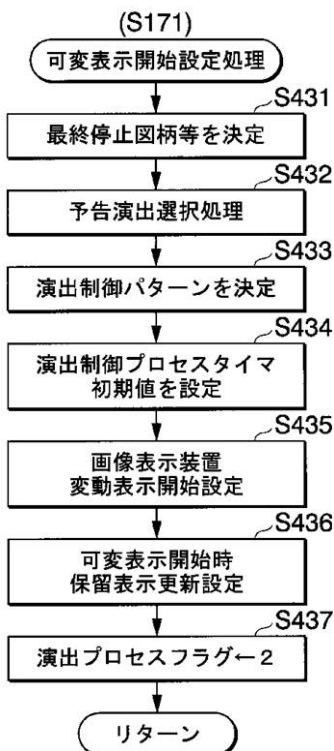 (S171)
可変表示開始設定処理
S431
最終停止図柄等を決定
S432
予告演出選択処理
S433
演出制御パターンを決定
S434
演出制御プロセスタイマ
初期値を設定
S435
画像表示装置
変動表示開始設定
S436
可変表示開始時
保留表示更新設定
S437
演出プロセスフラグ←2
リターン